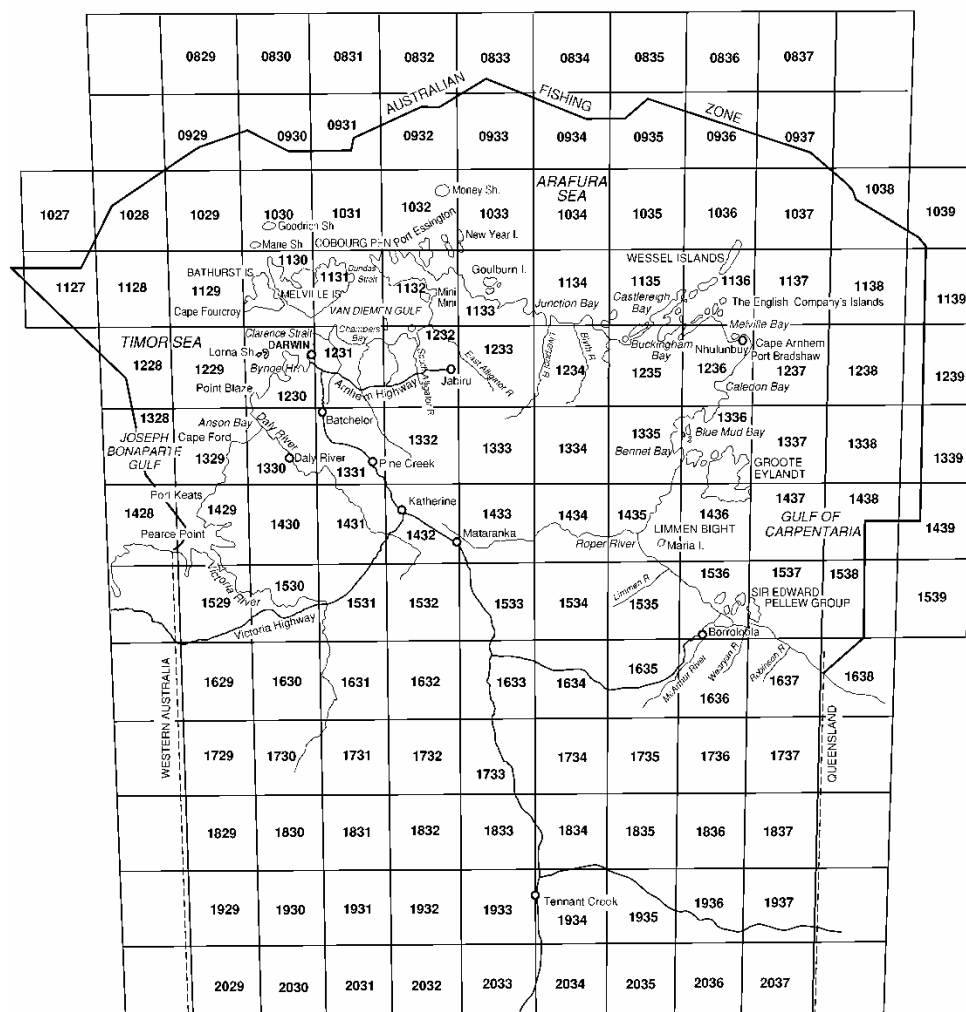 0829 0830 0831 0832 0833 0834 0835 0836 0837
AUSTRALIAN FISHING ZONE
0929 0930 0931 0932 0933 0934 0935 0936 0937
ARAFURA
SEA
Money Sh.
1038
1027 1028 1029 1030 1031 1032 1033 1034 1035 1036 1037 1039
Goodrich Sh
Marie Sh
COBOURG PEN
Port Essington
New Year I.
WESSEL ISLANDS
1130
BATHURST IS
Dundas
Strait
Goulburn I.
1127 1128 1129 1131 1132 1133 1134 1135 1136 1137 1138 1139
MELVILLE IS
Mini
Mini
Castlereigh
Bay
The English Company's Islands
Cape Fourcroy
VAN DIEMEN GULF
Junction Bay
Melville Bay
TIMOR SEA
Clarence Strait
Chambers
Bay
DARWIN
Lorna Sh.
Bynoe Hr.
Point Blaze
South Alligator R
East Alligator R
Liverpool R
Blyth R
Buckingham
Bay
Nhulunbuy
Cape Arnhem
Port Bradshaw
1228 1229 1230 1231 1232 1233 1234 1235 1236 1237 1238 1239
Arnhem Highway
Jabiru
Caledon Bay
1328
Anson Bay
Daly River
Batchelor
1336
Blue Mud Bay
JOSEPH
BONAPARTE
GULF
Cape Ford
1329 1330 1331 1332 1333 1334 1335 1337 1338 1339
Daly River
Pine Creek
Bennet Bay
GROOTE
EYLANDT
Port Keats
Katherine
1428 1429 1430 1431 1432 1433 1434 1435 1436 1437 1438 1439
Pearce Point
Mataranka
Roper River
LIMMEN BIGHT
Maria I.
GULF OF
CARPENTARIA
Victoria River
Limmen R
1529 1530 1531 1532 1533 1534 1535 1536 1537 1538 1539
SIR EDWARD
PELLEW GROUP
Victoria Highway
Borroloola
McArthur River
Wearyan R.
Robinson R
WESTERN AUSTRALIA
1629 1630 1631 1632 1633 1634 1635 1636 1637 1638
QUEENSLAND
1729 1730 1731 1732 1733 1734 1735 1736 1737
1829 1830 1831 1832 1833 1834 1835 1836 1837
1929 1930 1931 1932 1933 1934 1935 1936 1937
Tennant Crook
2029 2030 2031 2032 2033 2034 2035 2036 2037